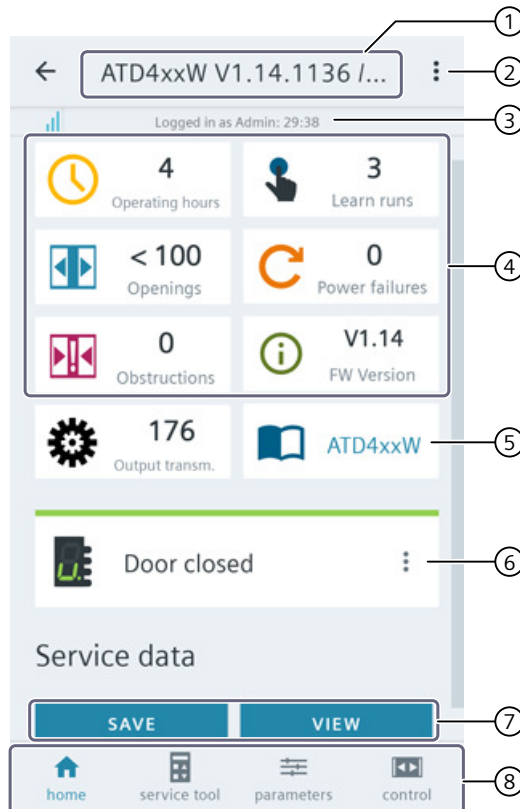 1
ATD4xxW V1.14.1136 /...
2
Logged in as Admin: 29:38
3
4
Operating hours
3
Learn runs
< 100
Openings
0
Power failures
4
0
Obstructions
V1.14
FW Version
176
Output transm.
ATD4xxW
5
Door closed
6
Service data
SAVE
VIEW
7
home
service tool
parameters
control
8